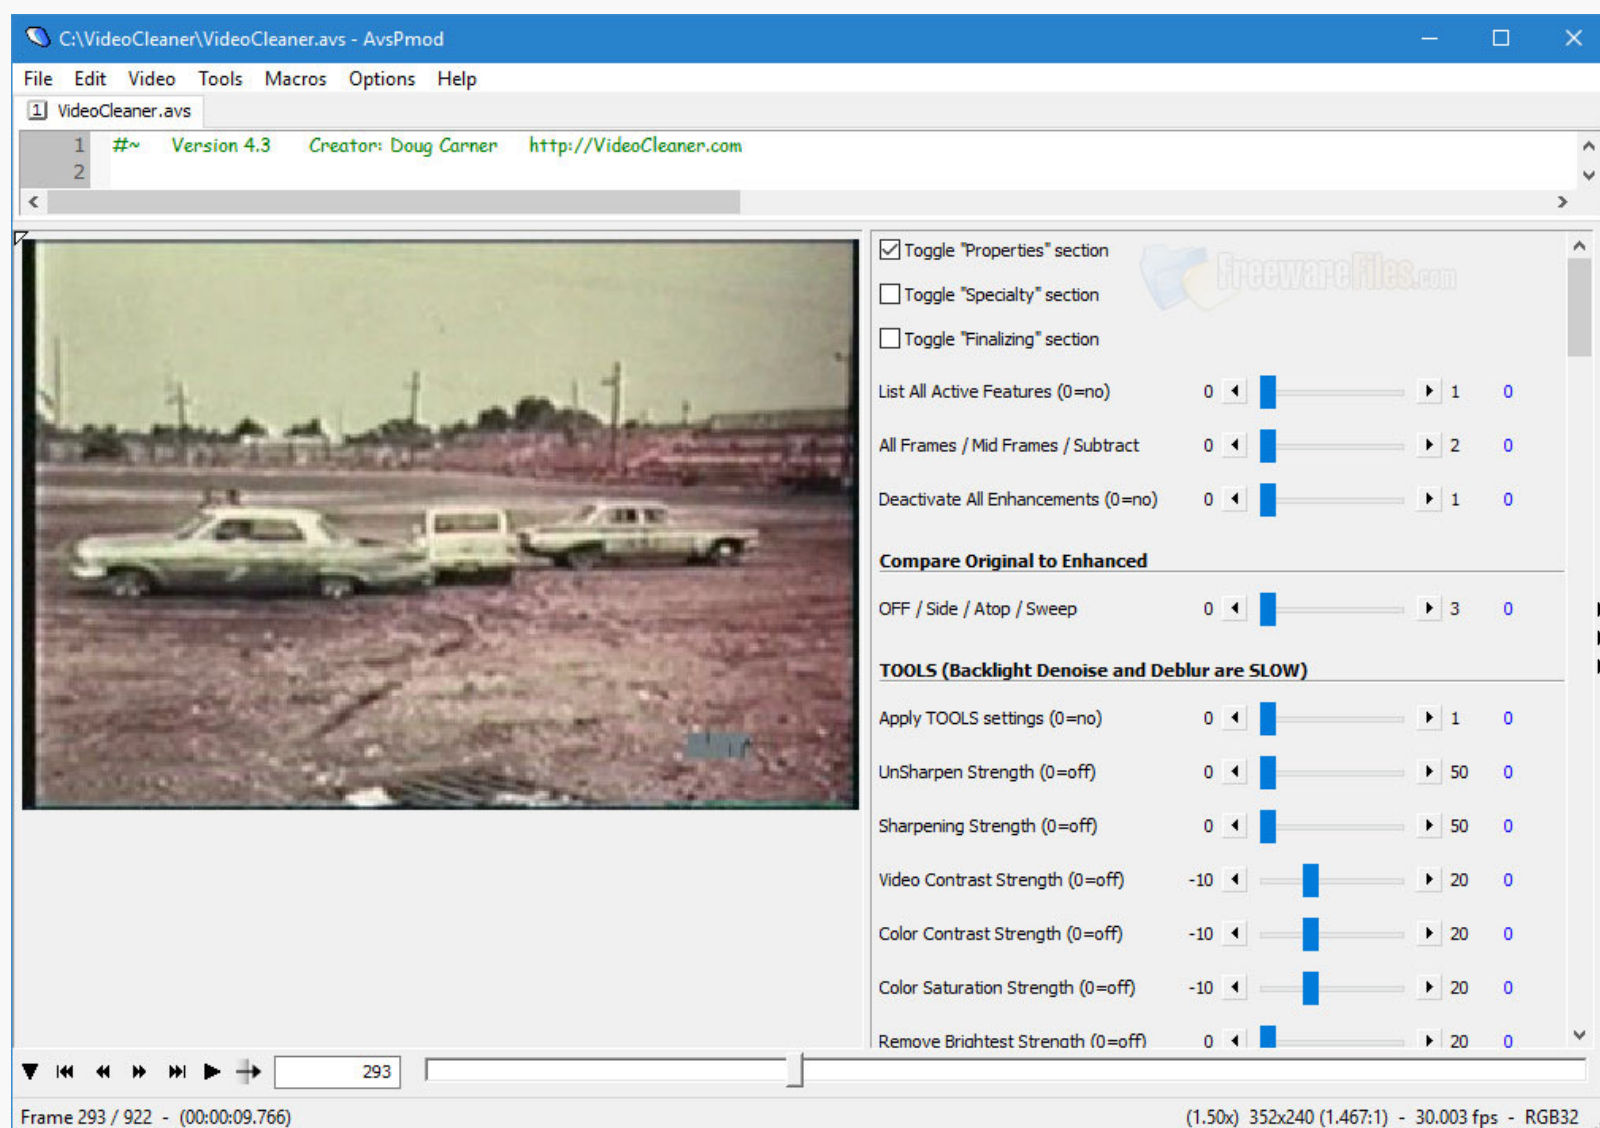 C:\VideoCleaner\VideoCleaner.avs - AvsPmod
File Edit Video Tools Macros Options Help
1 VideoCleaner.avs
1 #~ Version 4.3 Creator: Doug Carner http://VideoCleaner.com
2
Toggle "Properties" section
FreewareFiles.com
Toggle "Specialty" section
Toggle "Finalizing" section
List All Active Features (0=no) 0 1 0
All Frames / Mid Frames / Subtract 0 2 0
Deactivate All Enhancements (0=no) 0 1 0
Compare Original to Enhanced
OFF / Side / Atop / Sweep 0 3 0
TOOLS (Backlight Denoise and Deblur are SLOW)
Apply TOOLS settings (0=no) 0 1 0
UnSharpen Strength (0=off) 0 50 0
Sharpening Strength (0=off) 0 50 0
Video Contrast Strength (0=off) -10 20 0
Color Contrast Strength (0=off) -10 20 0
Color Saturation Strength (0=off) -10 20 0
Remove Brightest Strength (0=off) 0 20 0
293
Frame 293 / 922 - (00:00:09.766) (1.50x) 352x240 (1.467:1) - 30.003 fps - RGB32